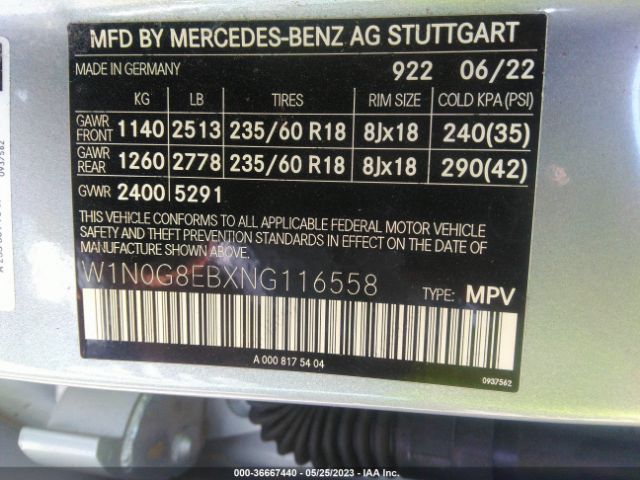 MFD BY MERCEDES-BENZ AG STUTTGART
MADE IN GERMANY 922 06/22
KG LB TIRES RIM SIZE COLD KPA (PSI)
GAWR FRONT 1140 2513 235/60 R18 8Jx18 240(35)
GAWR REAR 1260 2778 235/60 R18 8Jx18 290(42)
GVWR 2400 5291
THIS VEHICLE CONFORMS TO ALL APPLICABLE FEDERAL MOTOR VEHICLE
SAFETY AND THEFT PREVENTION STANDARDS IN EFFECT ON THE DATE OF
MANUFACTURE SHOWN ABOVE.
W1N0G8EBXNG116558 TYPE: MPV
A 000 817 54 04
0937562
0937562
000-36667440 - 05/25/2023 - IAA Inc.